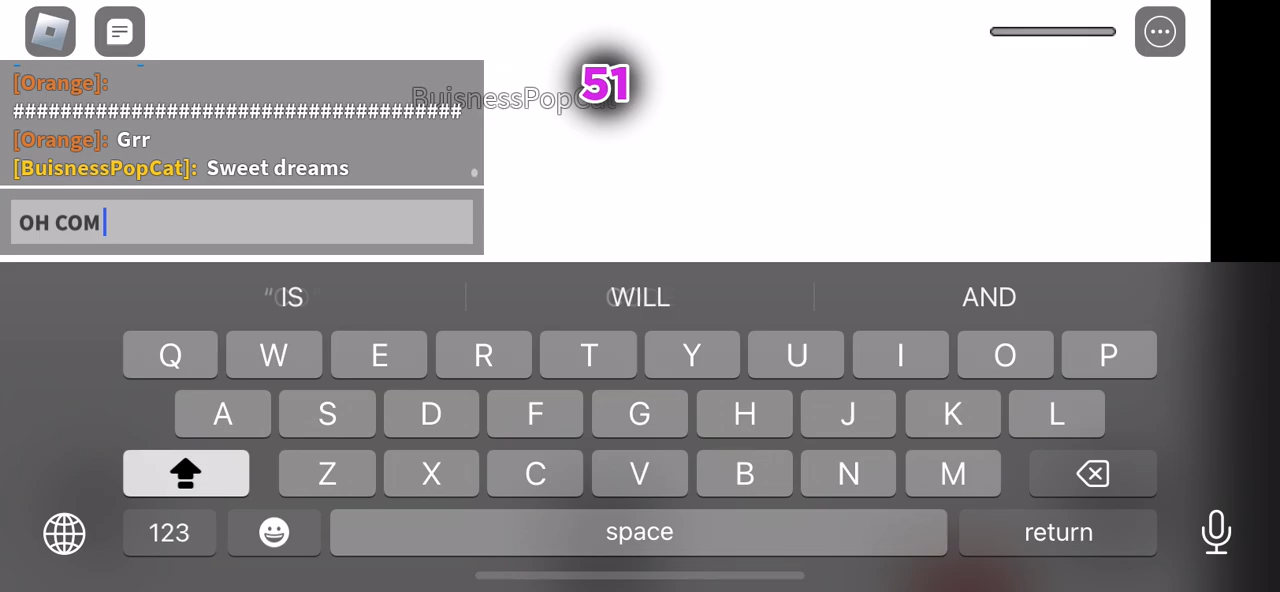 [Orange]:
######################################
[Orange]: Grr
[BuisnessPopCat]: Sweet dreams
BuisnessPopCat
51
OH COM
IS WILL AND
Q W E R T Y U I O P
A S D F G H J K L
Z X C V B N M
123 space return